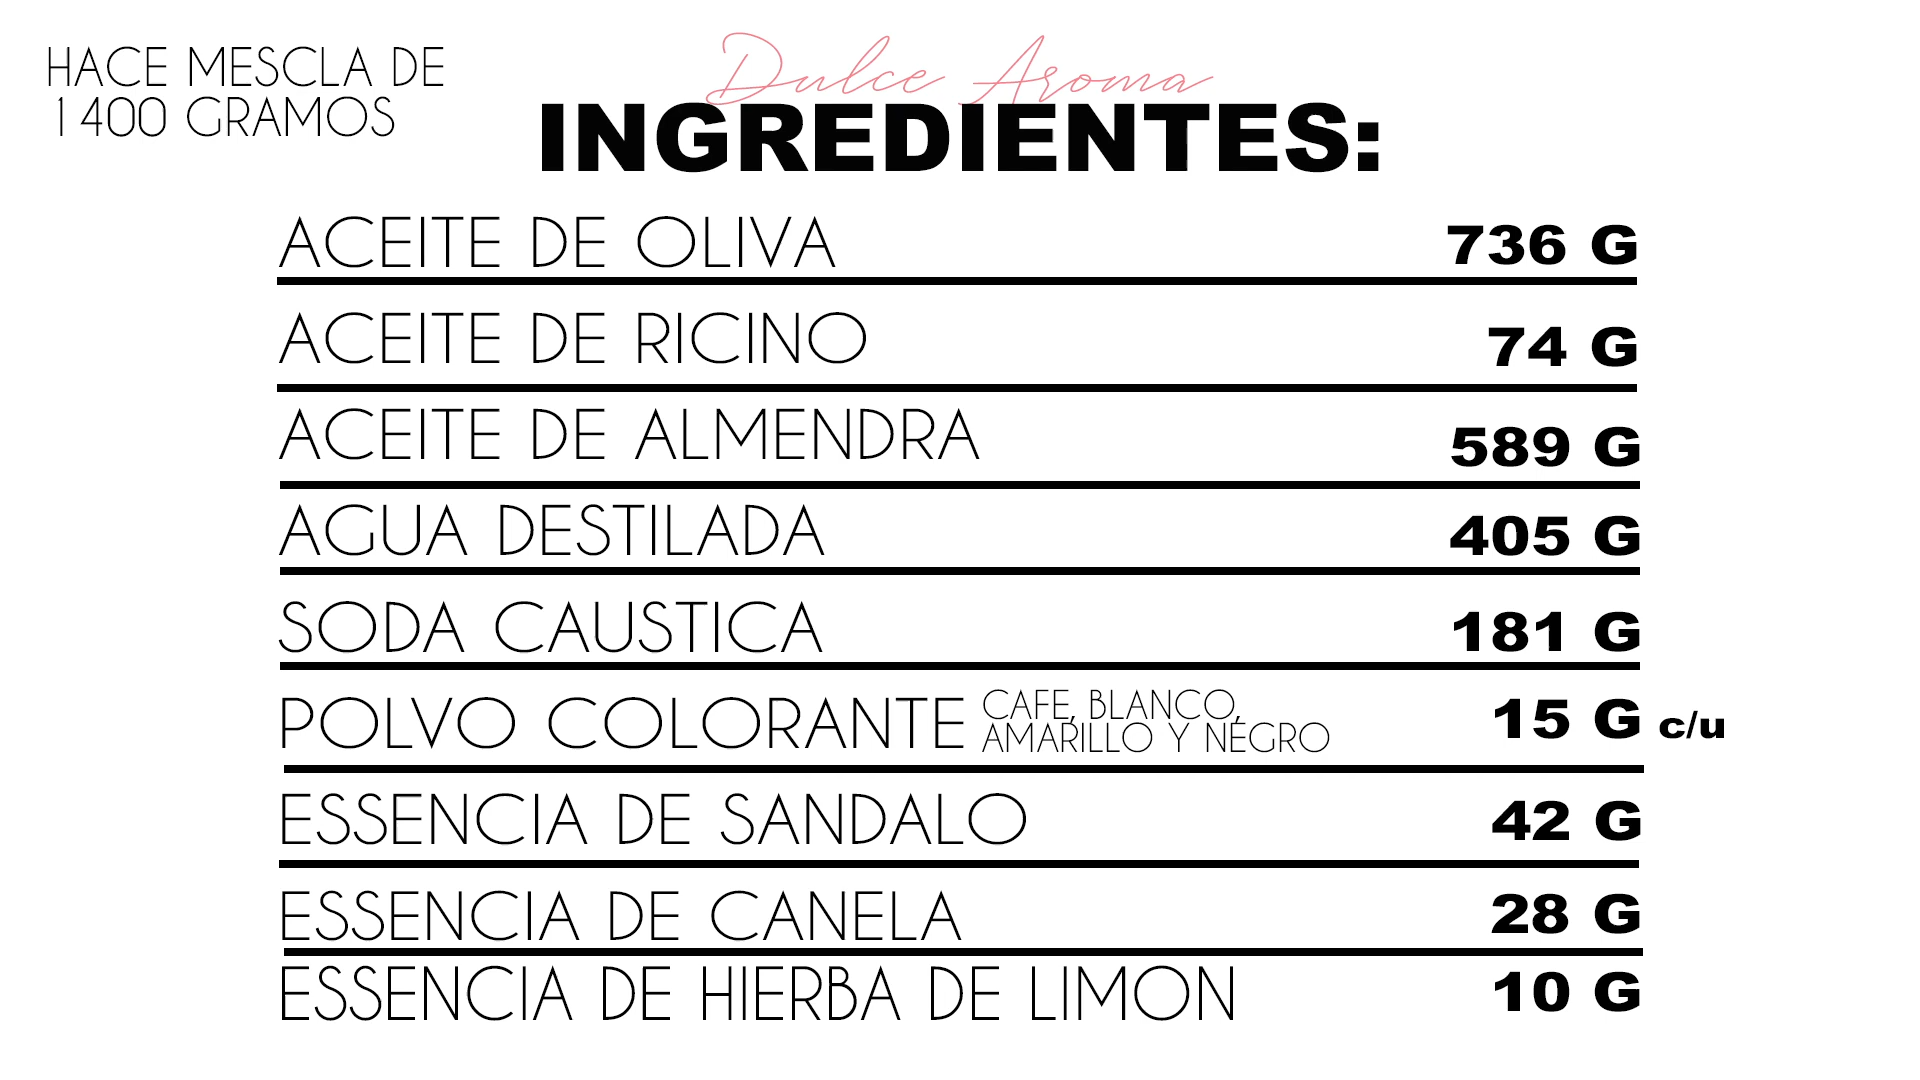 HACE MESCLA DE
1400 GRAMOS
Dulce Aroma
INGREDIENTES:
ACEITE DE OLIVA 736 G
ACEITE DE RICINO 74 G
ACEITE DE ALMENDRA 589 G
AGUA DESTILADA 405 G
SODA CAUSTICA 181 G
POLVO COLORANTE CAFE, BLANCO, 15 G c/u
AMARILLO Y NEGRO
ESSENCIA DE SANDALO 42 G
ESSENCIA DE CANELA 28 G
ESSENCIA DE HIERBA DE LIMON 10 G